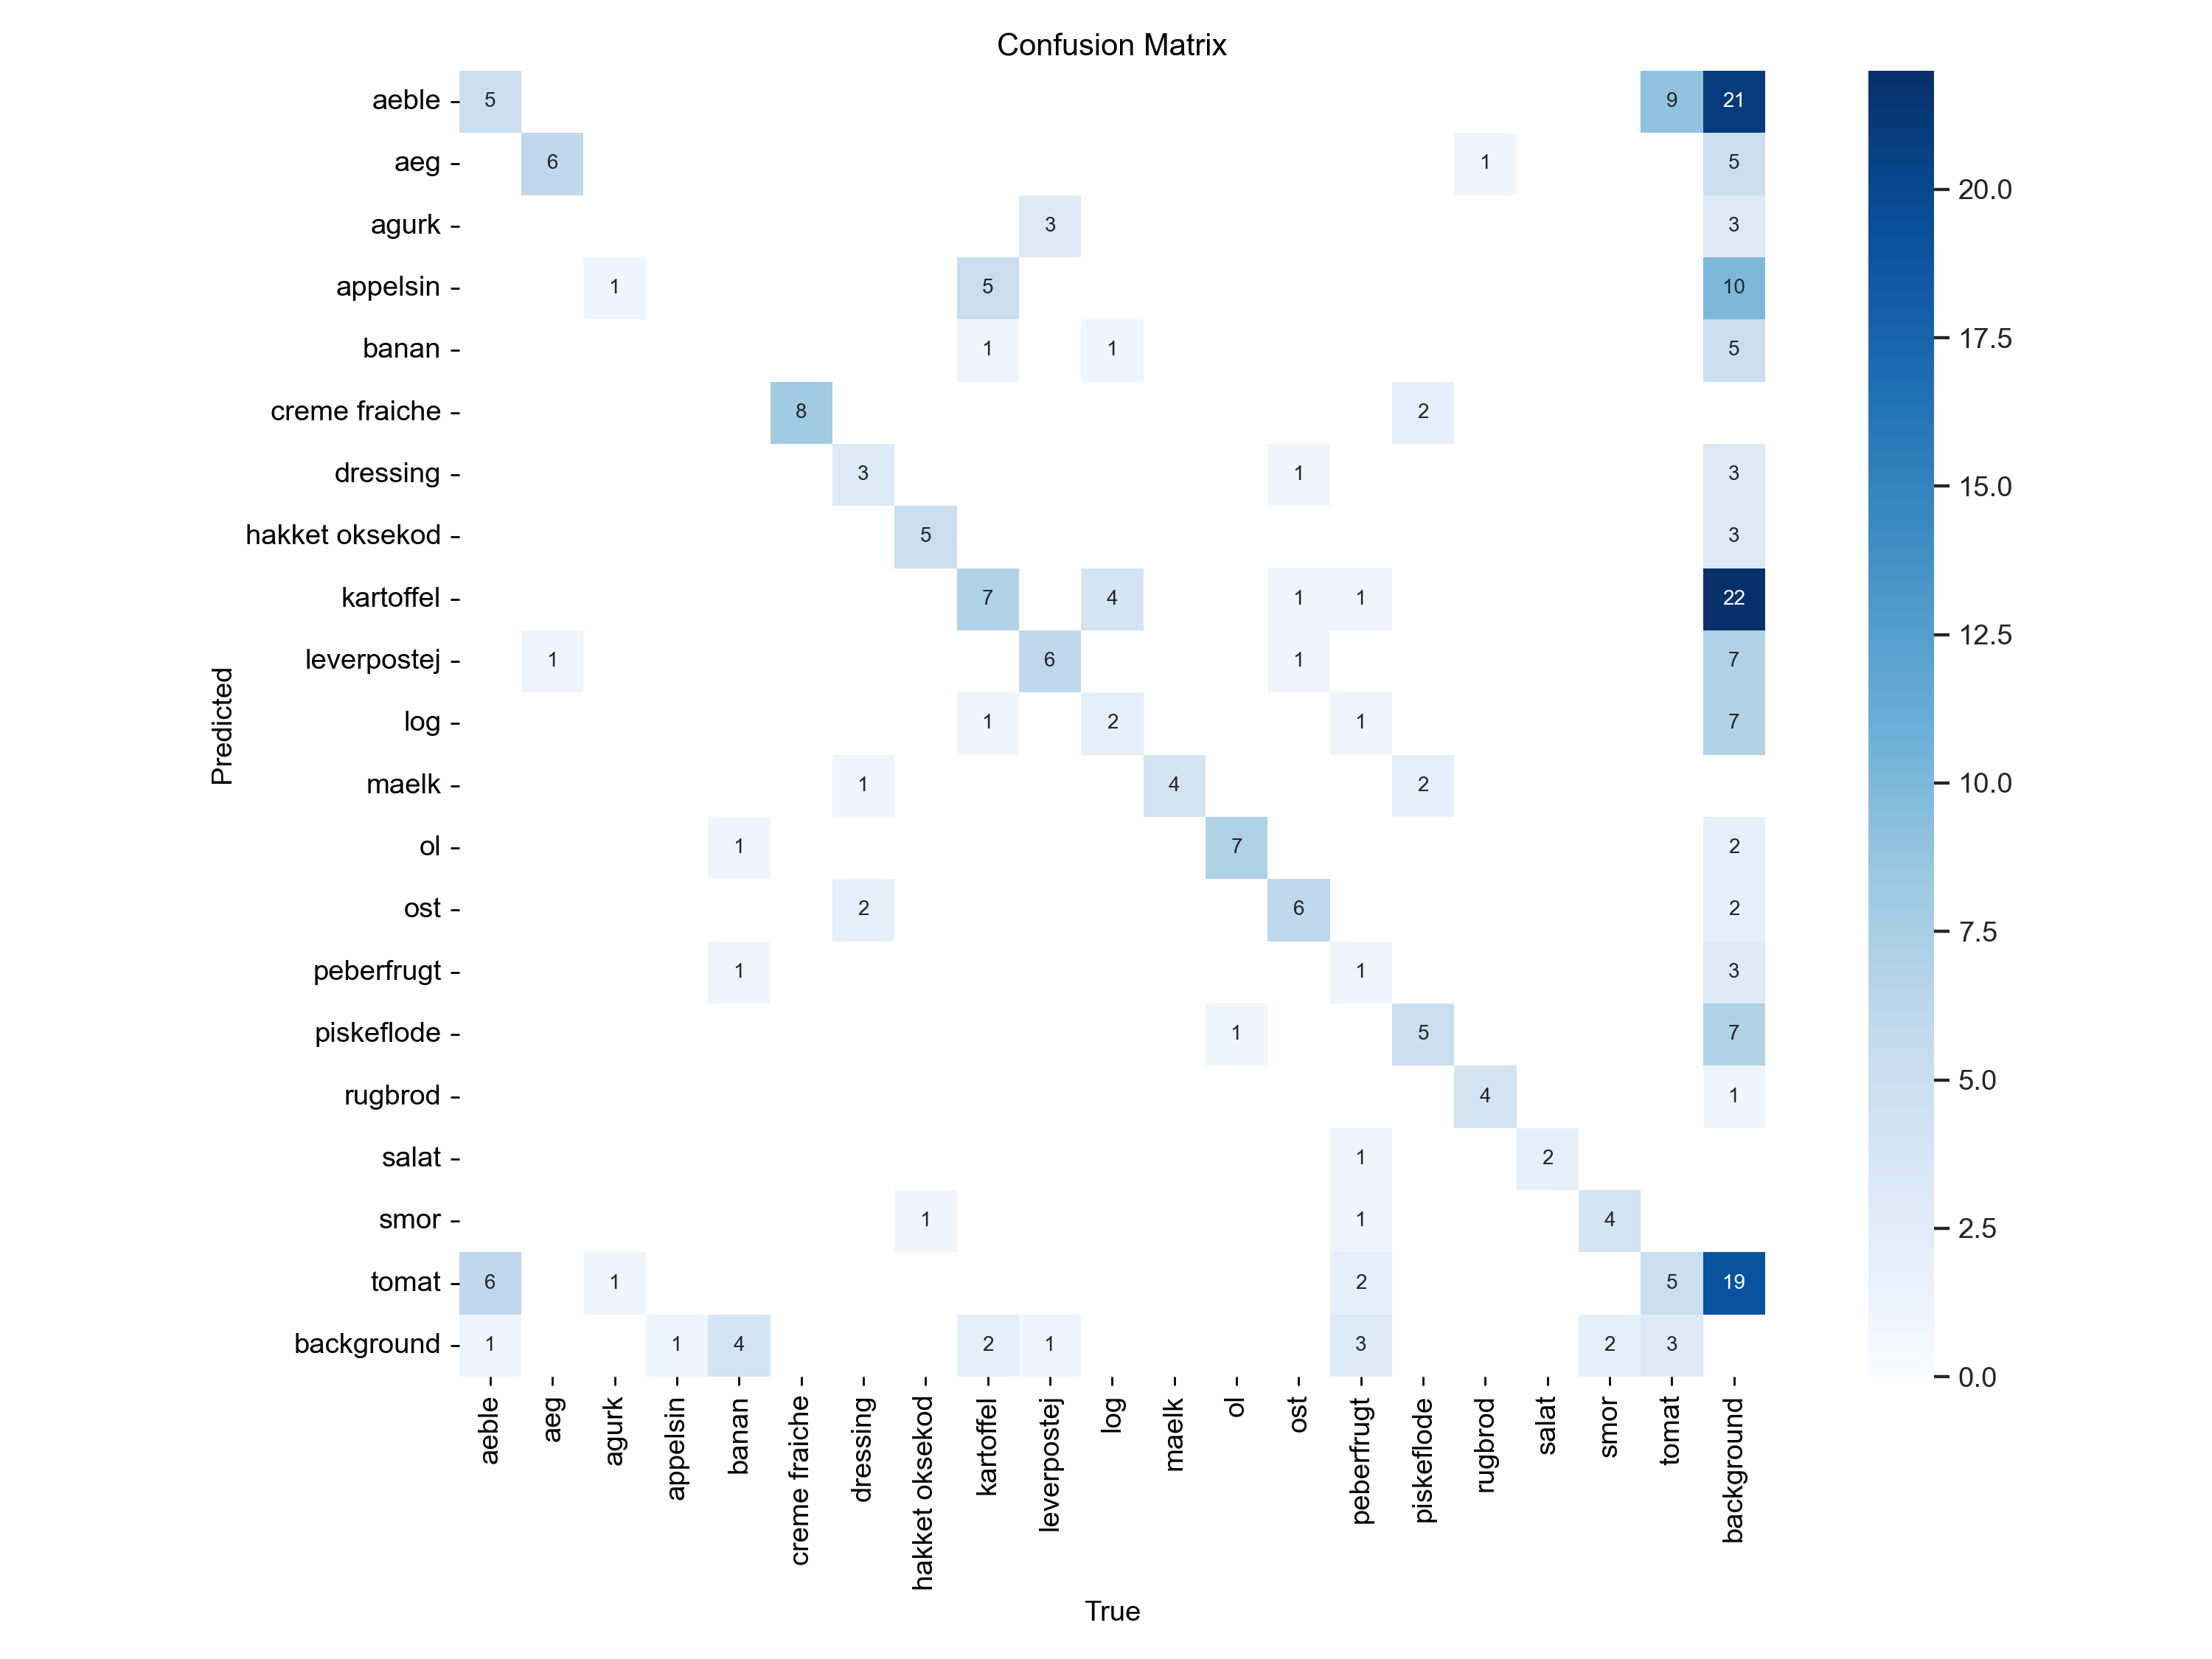 Confusion Matrix
aeble 5 9 21
aeg 6 1 5
agurk 3 3
appelsin 1 5 10
banan 1 1 5
creme fraiche 8 2
dressing 3 1 3
hakket oksekod 5 3
kartoffel 7 4 1 1 22
leverpostej 1 6 1 7
log 1 2 1 7
maelk 1 4 2
ol 1 7 2
ost 2 6 2
peberfrugt 1 1 3
piskeflode 1 5 7
rugbrod 4 1
salat 1 2
smor 1 1 4
tomat 6 1 2 5 19
background 1 1 4 2 1 3 2 3
Predicted
aeble
aeg
agurk
appelsin
banan
creme fraiche
dressing
hakket oksekod
kartoffel
leverpostej
log
maelk
ol
ost
peberfrugt
piskeflode
rugbrod
salat
smor
tomat
background
True
20.0
17.5
15.0
12.5
10.0
7.5
5.0
2.5
0.0